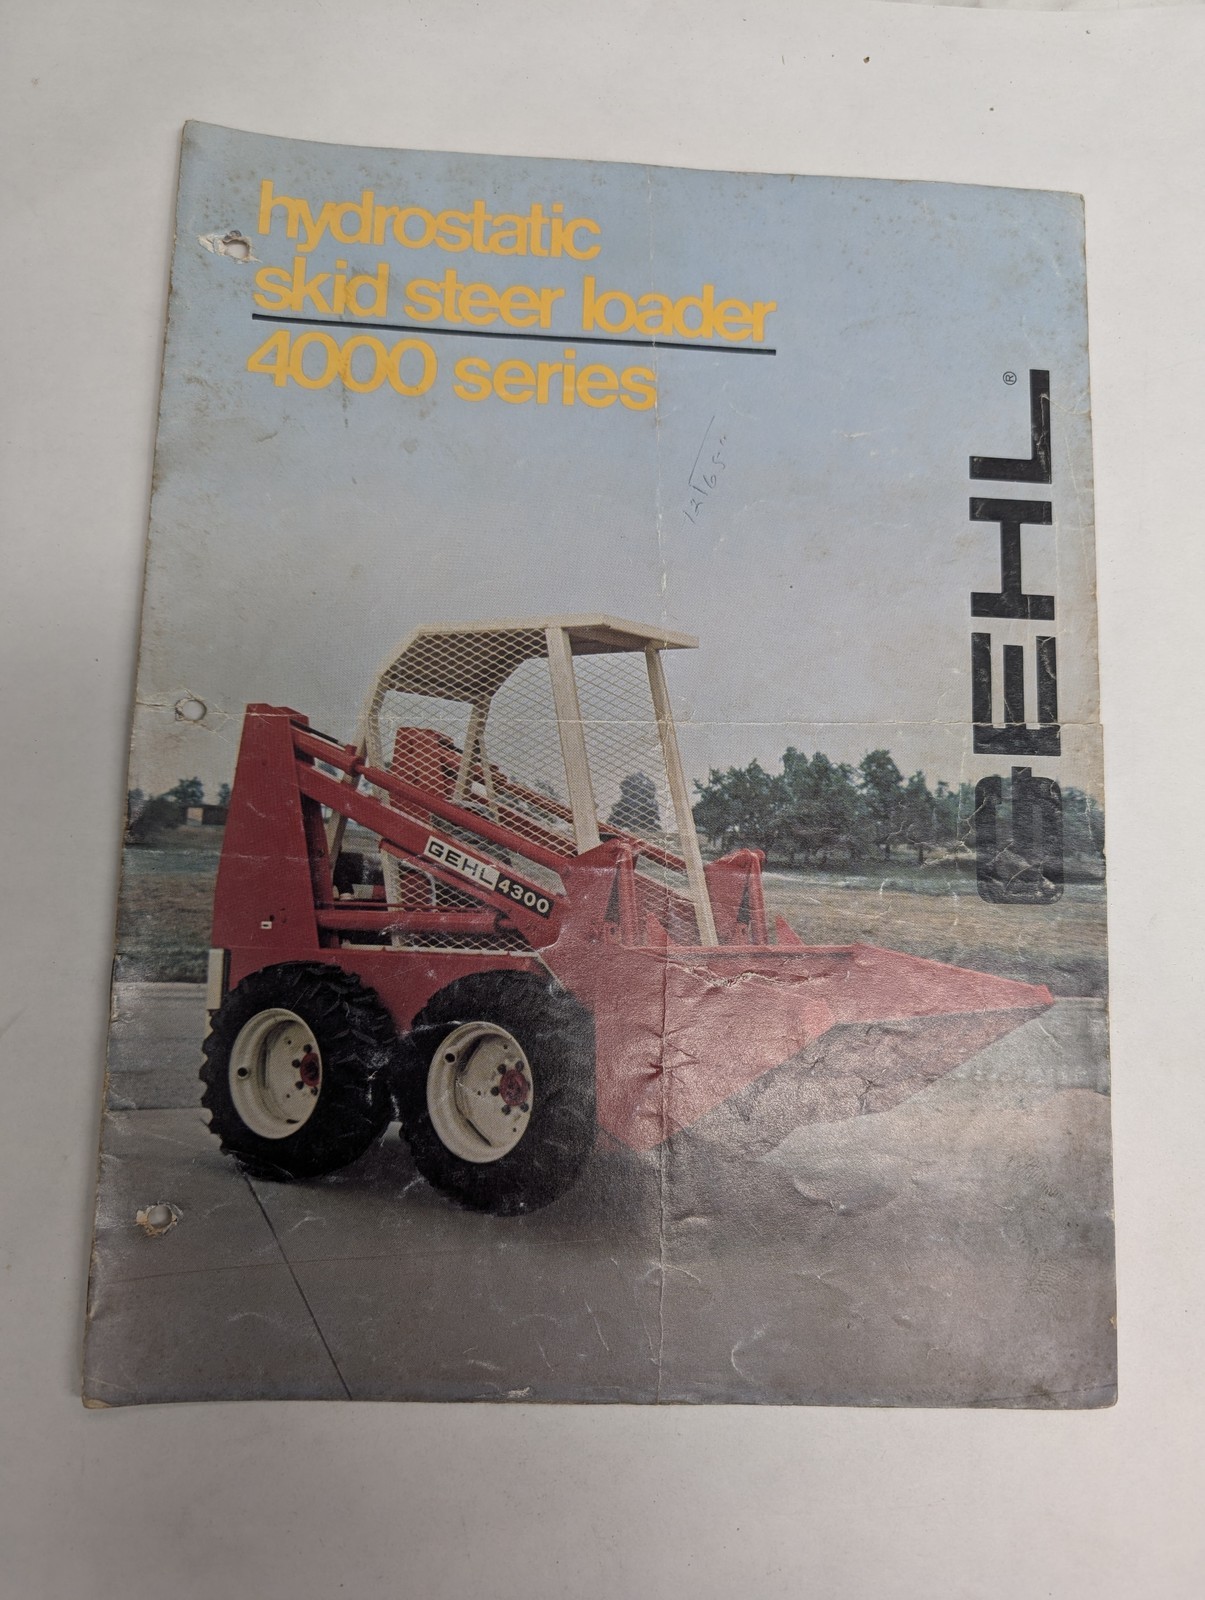 hydrostatic
skid steer loader
4000 series
GEHL®
GEHL 4300